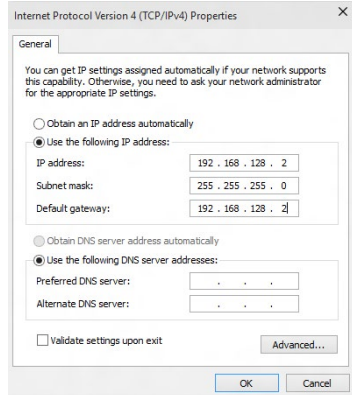 Internet Protocol Version 4 (TCP/IPv4) Properties
General
You can get IP settings assigned automatically if your network supports
this capability. Otherwise, you need to ask your network administrator
for the appropriate IP settings.
Obtain an IP address automatically
Use the following IP address:
IP address: 192 . 168 . 128 . 2
Subnet mask: 255 . 255 . 255 . 0
Default gateway: 192 . 168 . 128 . 2
Obtain DNS server address automatically
Use the following DNS server addresses:
Preferred DNS server: . . .
Alternate DNS server: . . .
Validate settings upon exit
Advanced...
OK Cancel